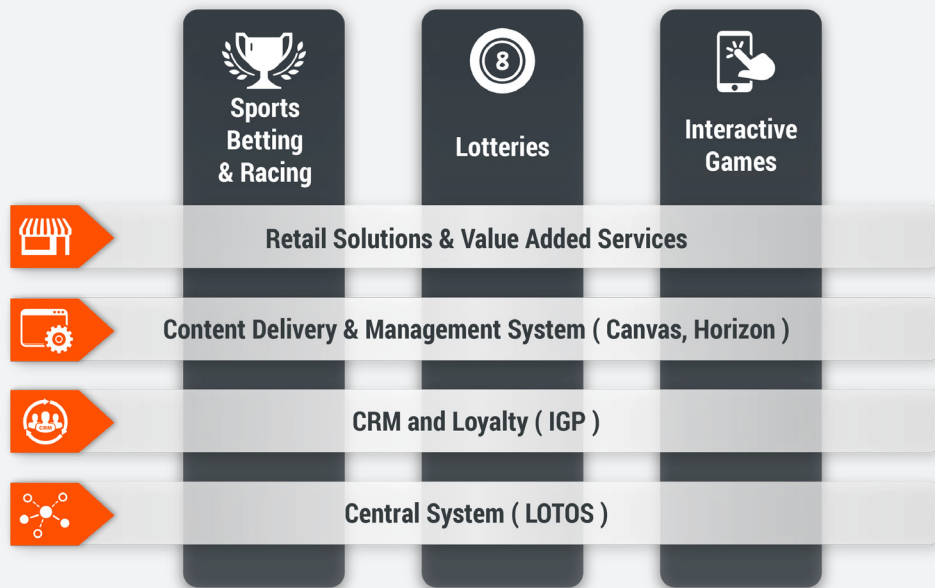 Sports
Betting
& Racing
8
Lotteries
Interactive
Games
Retail Solutions & Value Added Services
Content Delivery & Management System ( Canvas, Horizon )
CRM
CRM and Loyalty ( IGP )
Central System ( LOTOS )